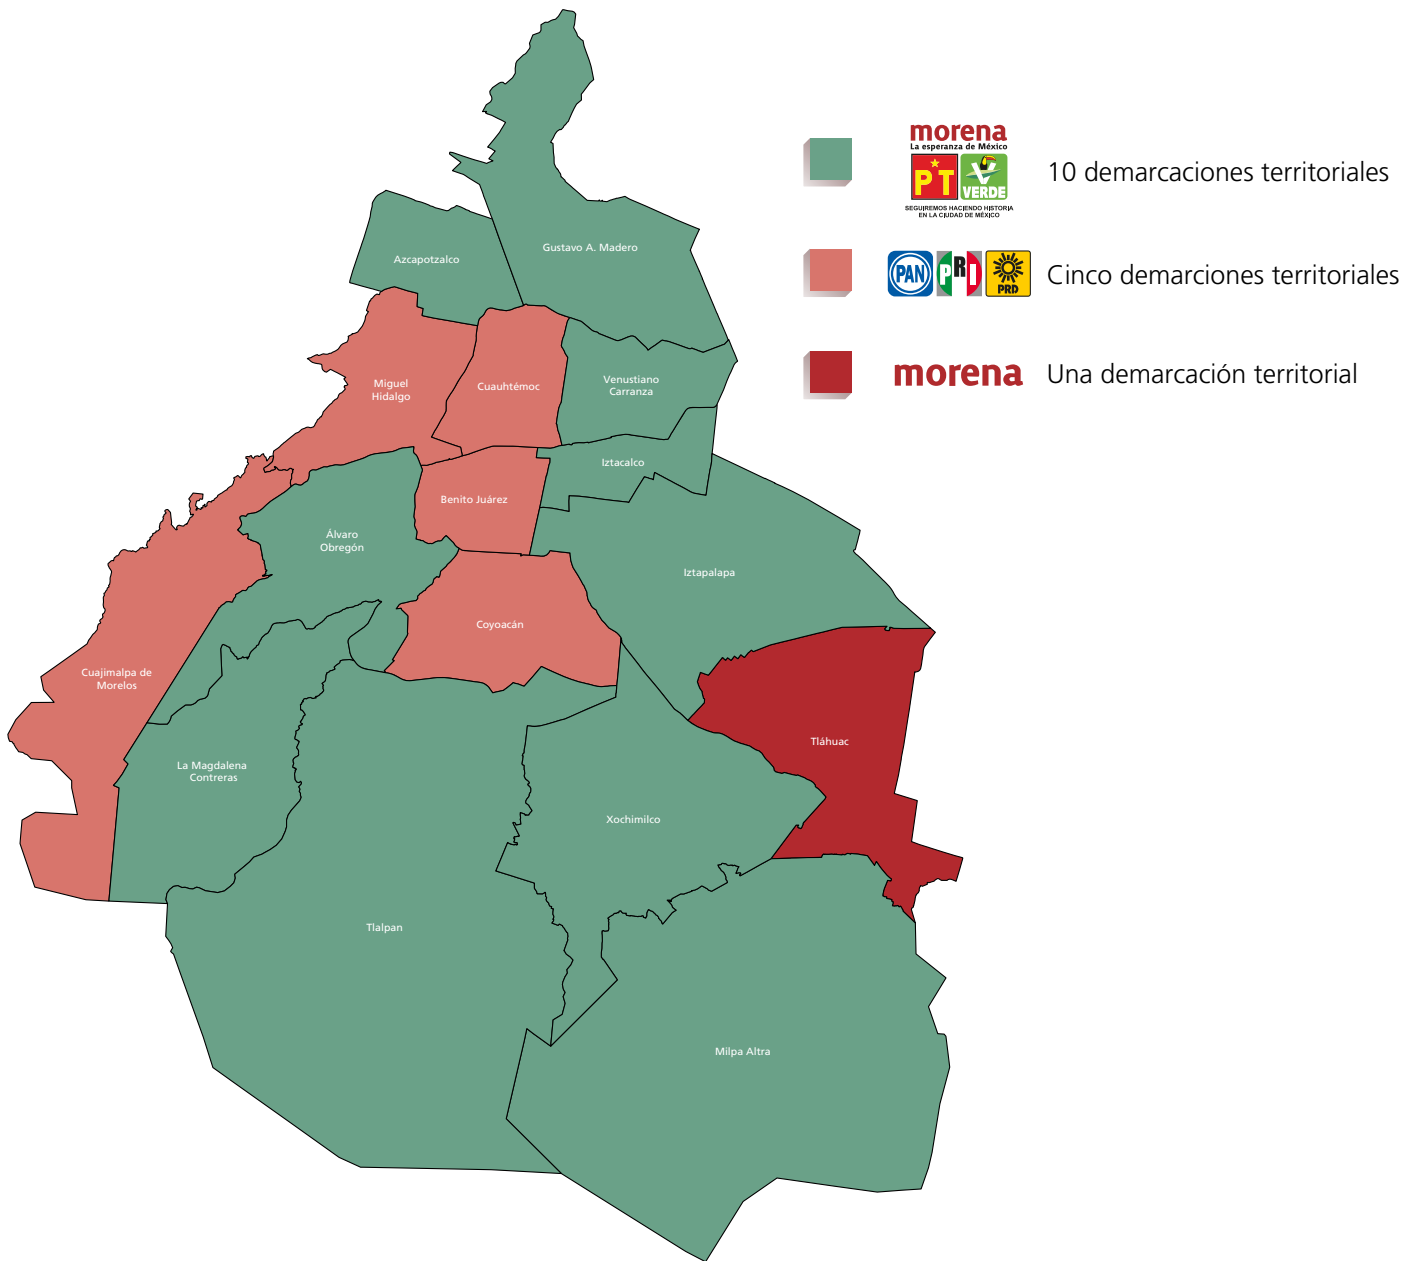 morena
La esperanza de México
PT
VERDE
SEGUIREMOS HACIENDO HISTORIA
EN LA CIUDAD DE MÉXICO
10 demarcaciones territoriales
PAN
PRI
PRD
Cinco demarciones territoriales
morena
Una demarcación territorial
Gustavo A. Madero
Azcapotzalco
Miguel
Hidalgo
Cuauhtémoc
Venustiano
Carranza
Iztacalco
Benito Juárez
Álvaro
Obregón
Iztapalapa
Coyoacán
Cuajimalpa de
Morelos
Tláhuac
La Magdalena
Contreras
Xochimilco
Tlalpan
Milpa Altra